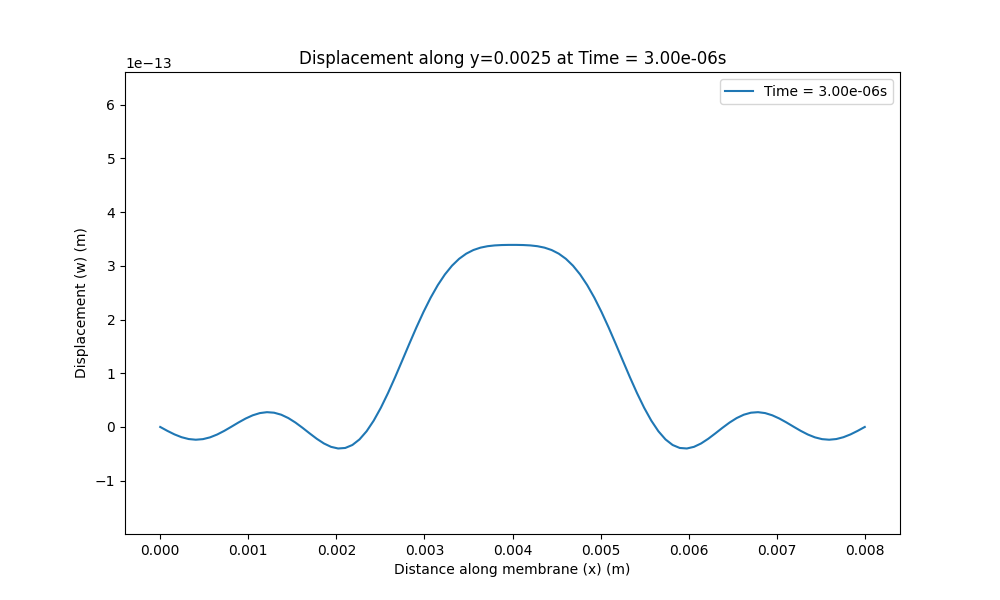 Displacement along y=0.0025 at Time = 3.00e-06s
1e−13
Time = 3.00e-06s
6
5
4
3
2
1
0
−1
Displacement (w) (m)
0.000 0.001 0.002 0.003 0.004 0.005 0.006 0.007 0.008
Distance along membrane (x) (m)